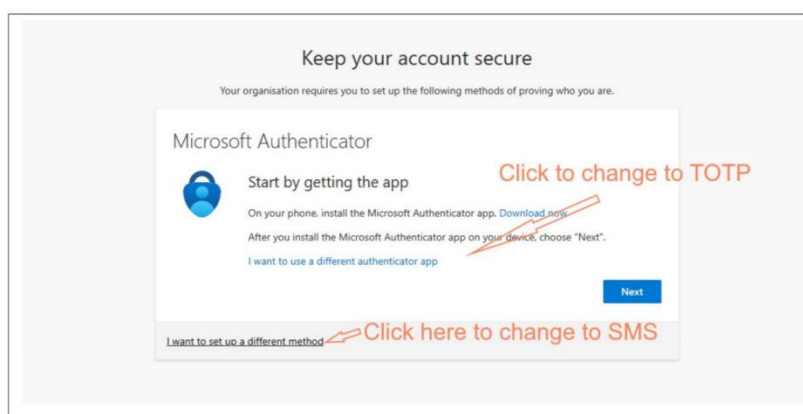 Keep your account secure
Your organisation requires you to set up the following methods of proving who you are.
Microsoft Authenticator
Click to change to TOTP
Start by getting the app
On your phone, install the Microsoft Authenticator app. Download now
After you install the Microsoft Authenticator app on your device, choose "Next".
I want to use a different authenticator app
Next
I want to set up a different method
Click here to change to SMS